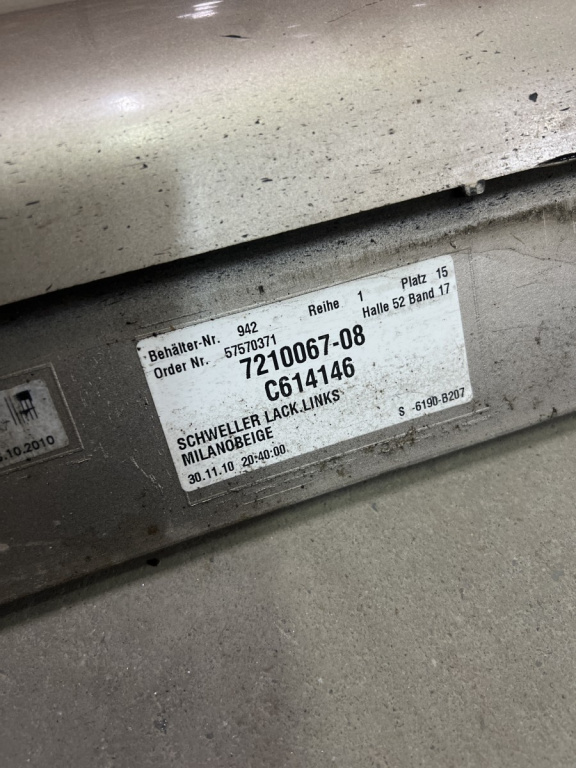 Behälter-Nr. 942 Reihe 1 Platz 15
Order Nr. 57570371 Halle 52 Band 17
7210067-08
C614146
SCHWELLER LACK.LINKS
MILANOBEIGE
30.11.10 20:40:00 S -6190-B207
.10.2010